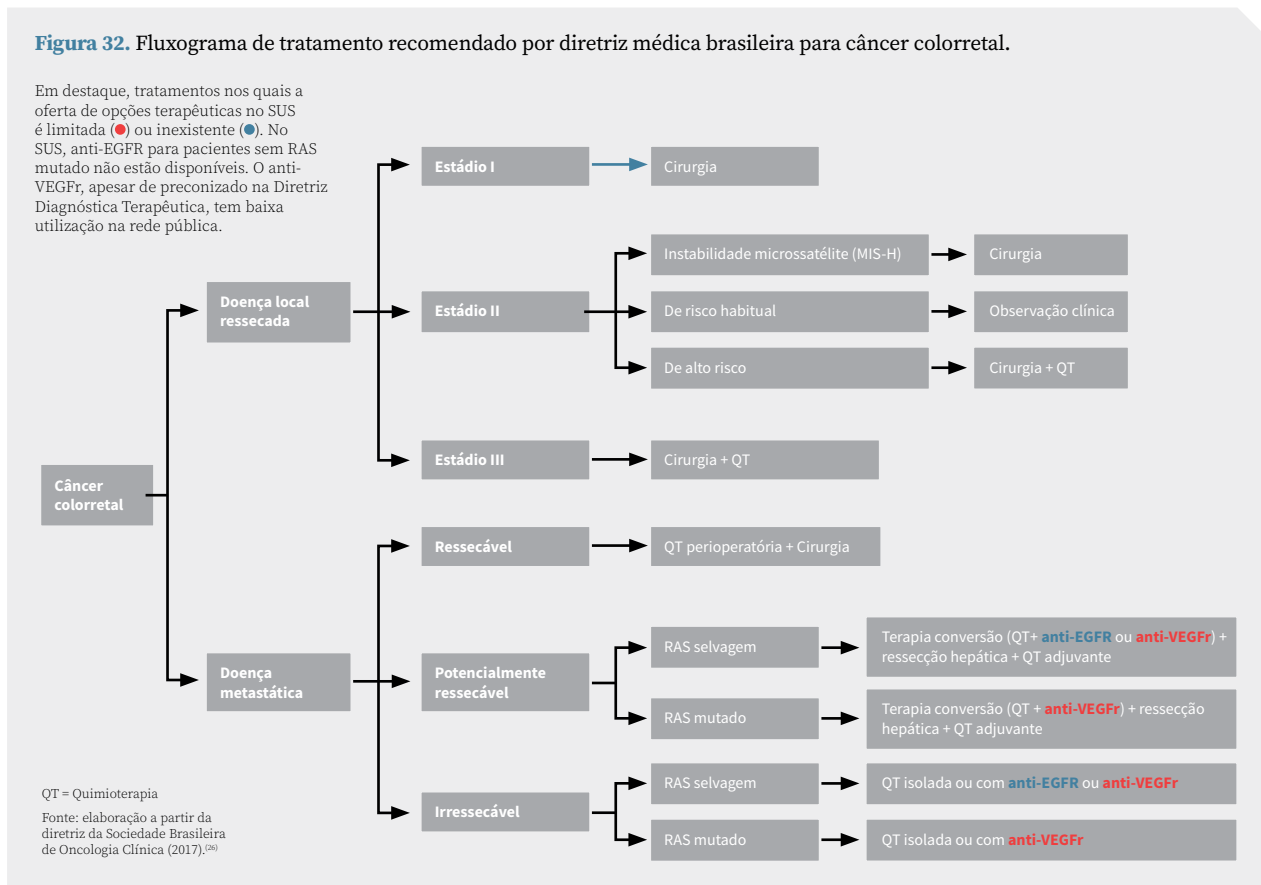 Figura 32. Fluxograma de tratamento recomendado por diretriz médica brasileira para câncer colorretal.
Em destaque, tratamentos nos quais a
oferta de opções terapêuticas no SUS
é limitada (●) ou inexistente (●). No
SUS, anti-EGFR para pacientes sem RAS
mutado não estão disponíveis. O anti-
VEGFr, apesar de preconizado na Diretriz
Diagnóstica Terapêutica, tem baixa
utilização na rede pública.
Câncer
colorretal
Doença local
ressecada
Estádio I
Cirurgia
Estádio II
Instabilidade microssatélite (MIS-H)
Cirurgia
De risco habitual
Observação clínica
De alto risco
Cirurgia + QT
Estádio III
Cirurgia + QT
Doença
metastática
Ressecável
QT perioperatória + Cirurgia
Potencialmente
ressecável
RAS selvagem
Terapia conversão (QT+ anti-EGFR ou anti-VEGFr) +
ressecção hepática + QT adjuvante
RAS mutado
Terapia conversão (QT + anti-VEGFr) + ressecção
hepática + QT adjuvante
Irressecável
RAS selvagem
QT isolada ou com anti-EGFR ou anti-VEGFr
RAS mutado
QT isolada ou com anti-VEGFr
QT = Quimioterapia
Fonte: elaboração a partir da
diretriz da Sociedade Brasileira
de Oncologia Clínica (2017).(26)